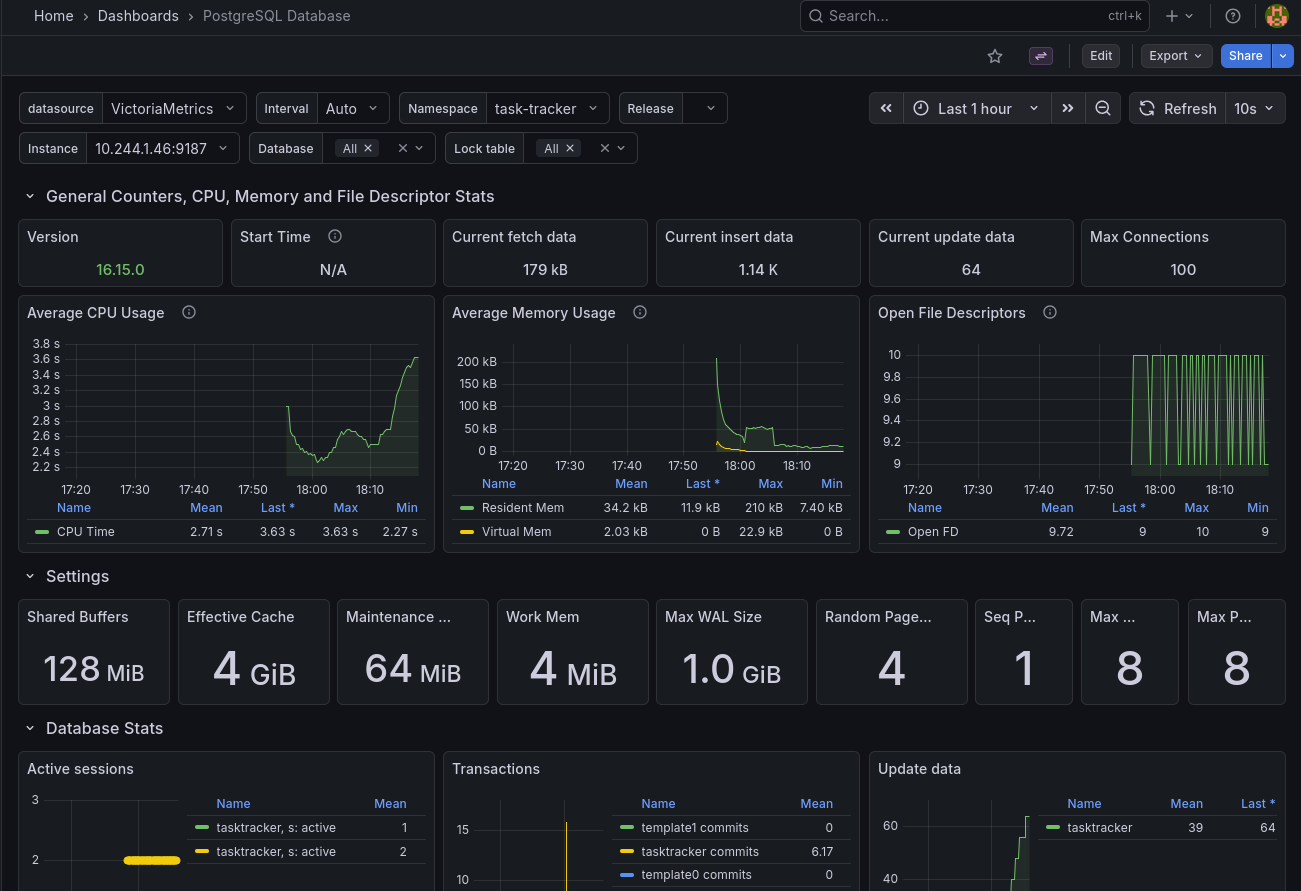 Home > Dashboards > PostgreSQL Database
Search... ctrl+k
Edit Export Share
datasource VictoriaMetrics Interval Auto Namespace task-tracker Release Last 1 hour Refresh 10s
Instance 10.244.1.46:9187 Database All Lock table All
General Counters, CPU, Memory and File Descriptor Stats
Version Start Time Current fetch data Current insert data Current update data Max Connections
16.15.0 N/A 179 kB 1.14 K 64 100
Average CPU Usage
3.8 s
3.6 s
3.4 s
3.2 s
3 s
2.8 s
2.6 s
2.4 s
2.2 s
17:20 17:30 17:40 17:50 18:00 18:10
Name Mean Last * Max Min
CPU Time 2.71 s 3.63 s 3.63 s 2.27 s
Average Memory Usage
200 kB
150 kB
100 kB
50 kB
0 B
17:20 17:30 17:40 17:50 18:00 18:10
Name Mean Last * Max Min
Resident Mem 34.2 kB 11.9 kB 210 kB 7.40 kB
Virtual Mem 2.03 kB 0 B 22.9 kB 0 B
Open File Descriptors
10
9.8
9.6
9.4
9.2
9
17:20 17:30 17:40 17:50 18:00 18:10
Name Mean Last * Max Min
Open FD 9.72 9 10 9
Settings
Shared Buffers Effective Cache Maintenance ... Work Mem Max WAL Size Random Page... Seq P... Max ... Max P...
128 MiB 4 GiB 64 MiB 4 MiB 1.0 GiB 4 1 8 8
Database Stats
Active sessions
3
2
Name Mean
tasktracker, s: active 1
tasktracker, s: active 2
Transactions
15
10
Name Mean
template1 commits 0
tasktracker commits 6.17
template0 commits 0
Update data
60
40
Name Mean Last *
tasktracker 39 64